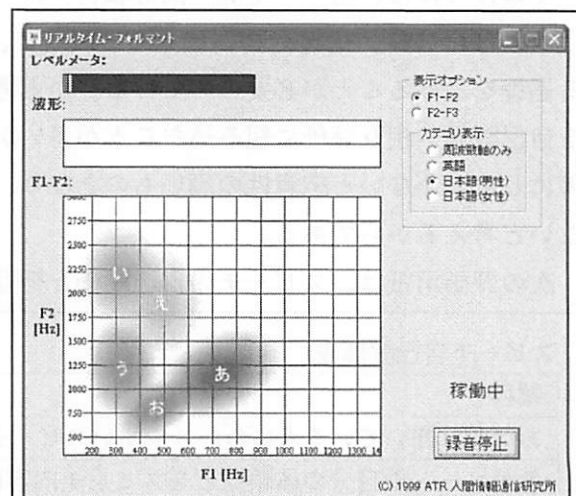 リアルタイム・フォルマント
レベルメータ:
波形:
表示オプション
F1-F2
F2-F3
カテゴリ表示
周波数軸のみ
英語
日本語(男性)
日本語(女性)
F1-F2:
3000
2750
2500
2250
2000
1750
1500
1250
1000
750
500
F2
[Hz]
い
え
う
あ
お
200 300 400 500 600 700 800 900 1000 1100 1200 1300 14
F1 [Hz]
稼働中
録音停止
(C) 1999 ATR 人間情報通信研究所